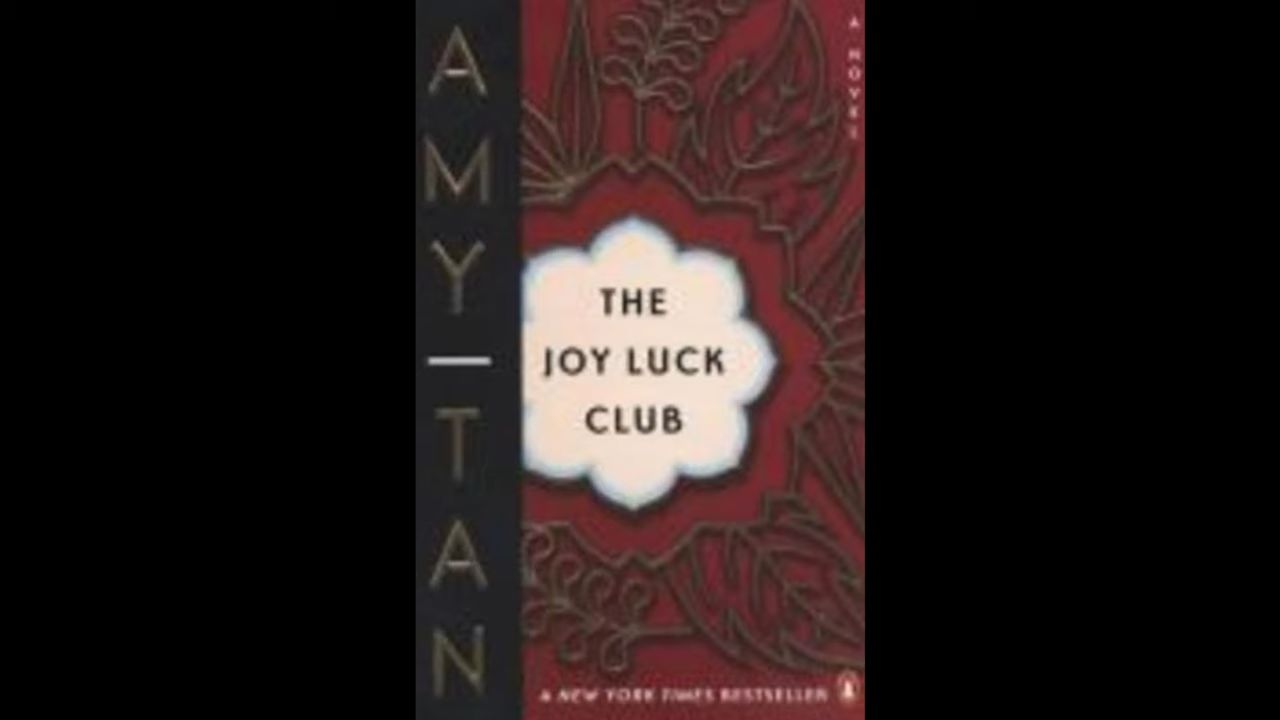 AMY TAN
A NOVEL
THE
JOY LUCK
CLUB
A NEW YORK TIMES BESTSELLER